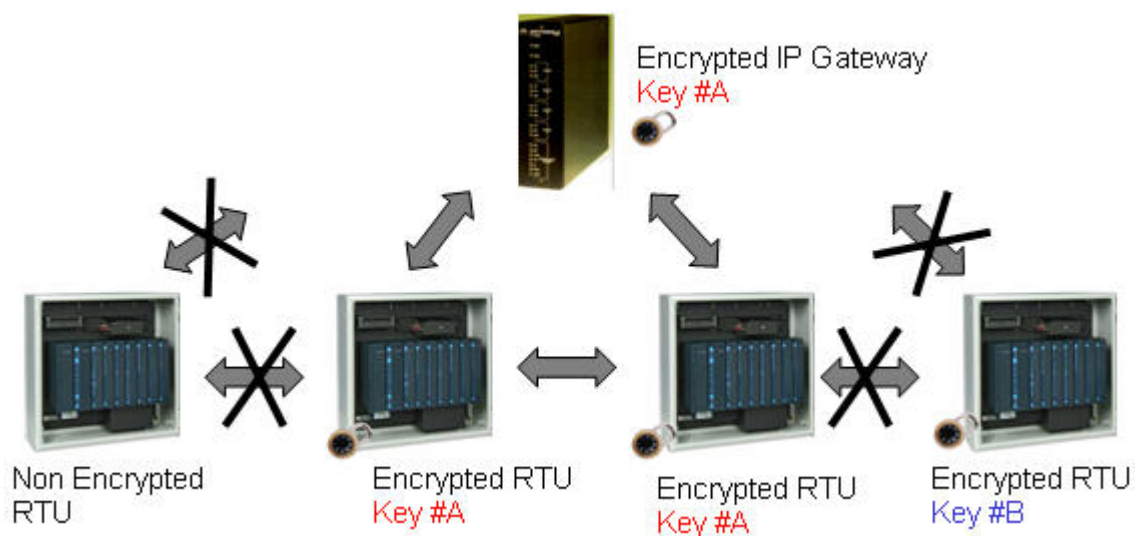 Encrypted IP Gateway
Key #A
Non Encrypted
RTU
Encrypted RTU
Key #A
Encrypted RTU
Key #A
Encrypted RTU
Key #B